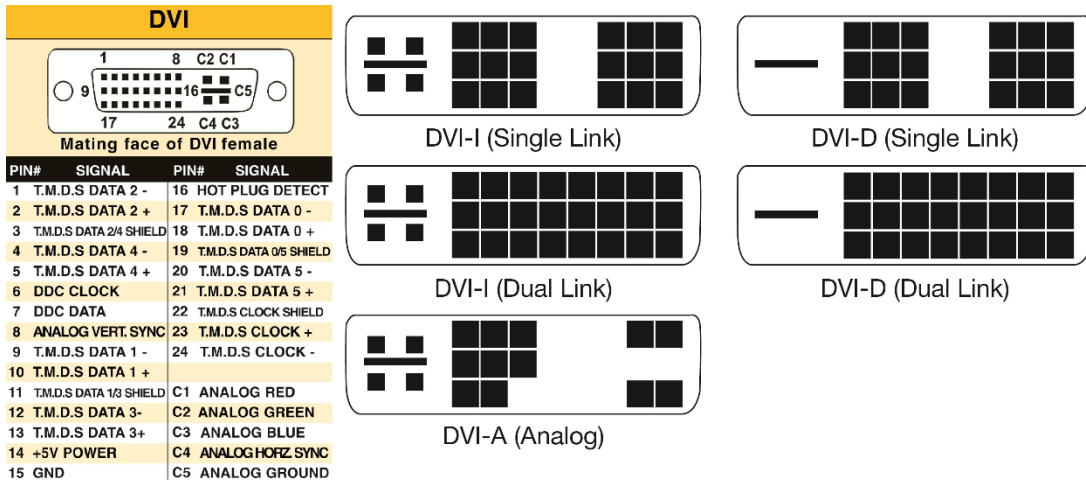 DVI
1 8 C2 C1
9 16 C5
17 24 C4 C3
Mating face of DVI female
PIN# SIGNAL PIN# SIGNAL
1 T.M.D.S DATA 2 - 16 HOT PLUG DETECT
2 T.M.D.S DATA 2 + 17 T.M.D.S DATA 0 -
3 T.M.D.S DATA 2/4 SHIELD 18 T.M.D.S DATA 0 +
4 T.M.D.S DATA 4 - 19 T.M.D.S DATA 0/5 SHIELD
5 T.M.D.S DATA 4 + 20 T.M.D.S DATA 5 -
6 DDC CLOCK 21 T.M.D.S DATA 5 +
7 DDC DATA 22 T.M.D.S CLOCK SHIELD
8 ANALOG VERT. SYNC 23 T.M.D.S CLOCK +
9 T.M.D.S DATA 1 - 24 T.M.D.S CLOCK -
10 T.M.D.S DATA 1 +
11 T.M.D.S DATA 1/3 SHIELD C1 ANALOG RED
12 T.M.D.S DATA 3- C2 ANALOG GREEN
13 T.M.D.S DATA 3+ C3 ANALOG BLUE
14 +5V POWER C4 ANALOG HORZ. SYNC
15 GND C5 ANALOG GROUND
DVI-I (Single Link)
DVI-D (Single Link)
DVI-I (Dual Link)
DVI-D (Dual Link)
DVI-A (Analog)